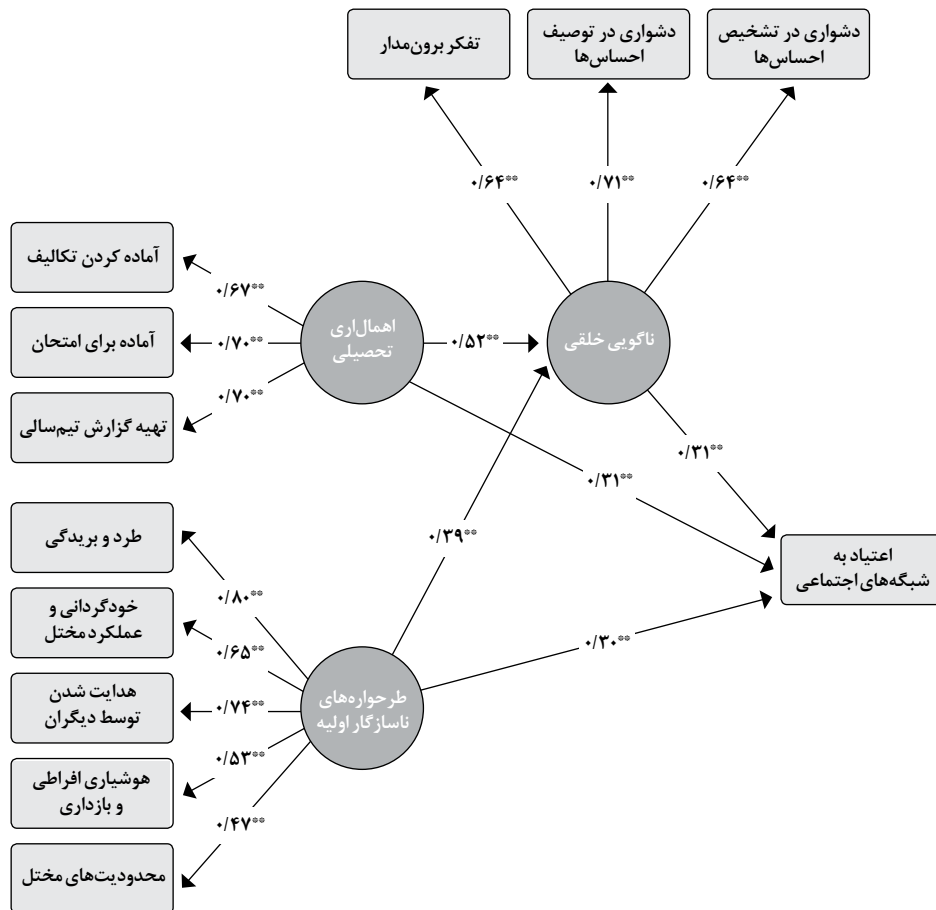 دشواری در تشخیص
احساس‌ها
دشواری در توصیف
احساس‌ها
تفکر برون‌مدار
۰/۶۴**
۰/۷۱**
۰/۶۴**
آماده کردن تکالیف
آماده برای امتحان
تهیه گزارش تیم‌سالی
۰/۶۷**
۰/۷۰**
۰/۷۰**
اهمال‌اری
تحصیلی
۰/۵۲**
ناگویی خلقی
۰/۳۱**
۰/۳۱**
۰/۳۹**
۰/۳۰**
اعتیاد به
شبگه‌های اجتماعی
طرد و بریدگی
خودگردانی و
عملکرد مختل
هدایت شدن
توسط دیگران
هوشیاری افراطی
و بازداری
محدودیت‌های مختل
۰/۸۰**
۰/۶۵**
۰/۷۴**
۰/۵۳**
۰/۴۷**
طرحواره‌های
ناسازگار اولیه